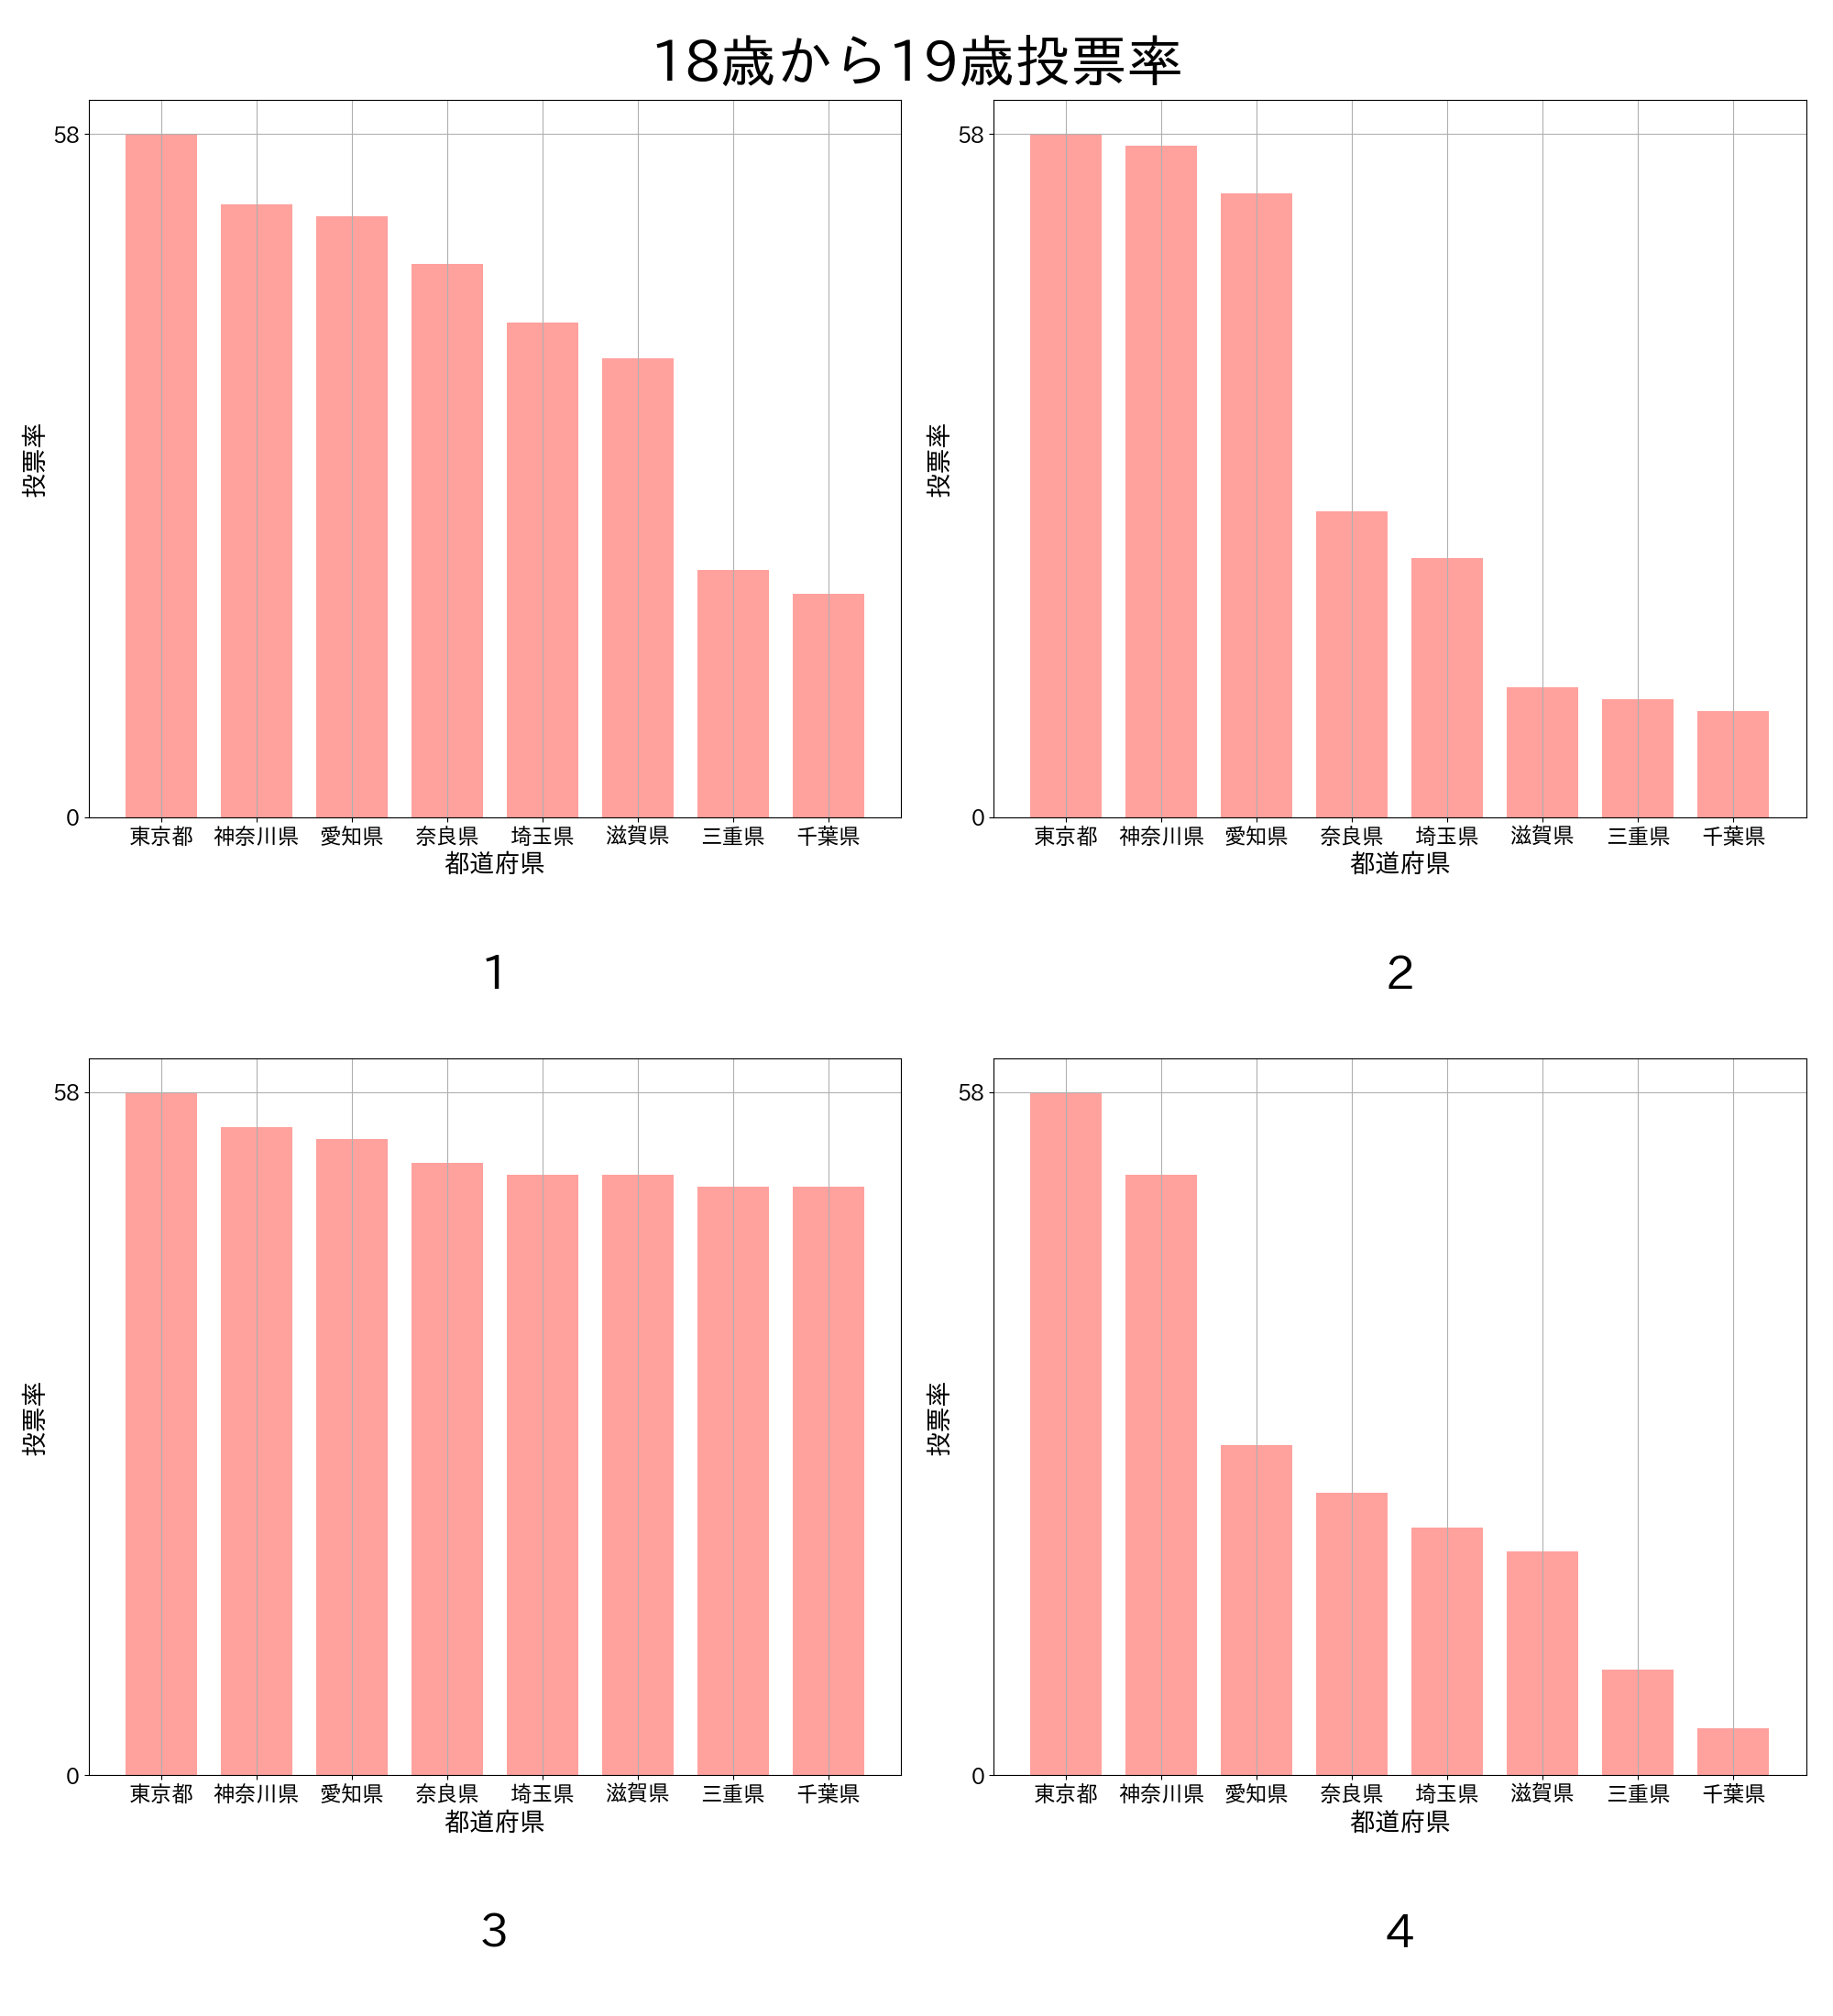 18歳から19歳投票率
58
0
投票率
東京都 神奈川県 愛知県 奈良県 埼玉県 滋賀県 三重県 千葉県
都道府県
1
58
0
投票率
東京都 神奈川県 愛知県 奈良県 埼玉県 滋賀県 三重県 千葉県
都道府県
2
58
0
投票率
東京都 神奈川県 愛知県 奈良県 埼玉県 滋賀県 三重県 千葉県
都道府県
3
58
0
投票率
東京都 神奈川県 愛知県 奈良県 埼玉県 滋賀県 三重県 千葉県
都道府県
4